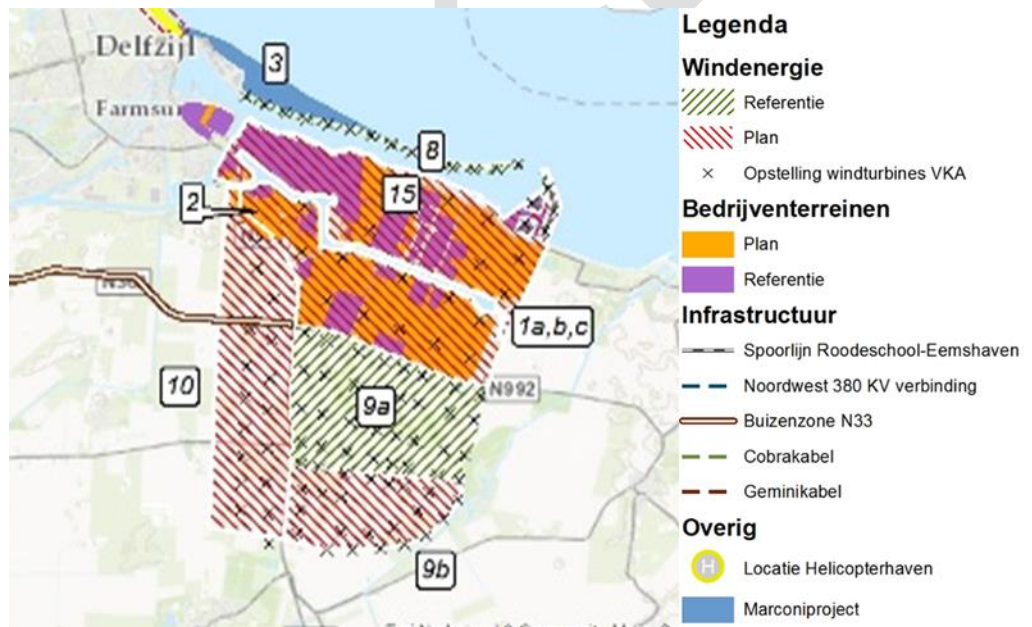 Delfzijl
3
Farmsu
8
15
2
1a,b,c
10
9a
N992
9b
Legenda
Windenergie
Referentie
Plan
Opstelling windturbines VKA
Bedrijventerreinen
Plan
Referentie
Infrastructuur
Spoorlijn Roodeschool-Eemshaven
Noordwest 380 KV verbinding
Buizenzone N33
Cobrakabel
Geminikabel
Overig
H Locatie Helicopterhaven
Marconiproject